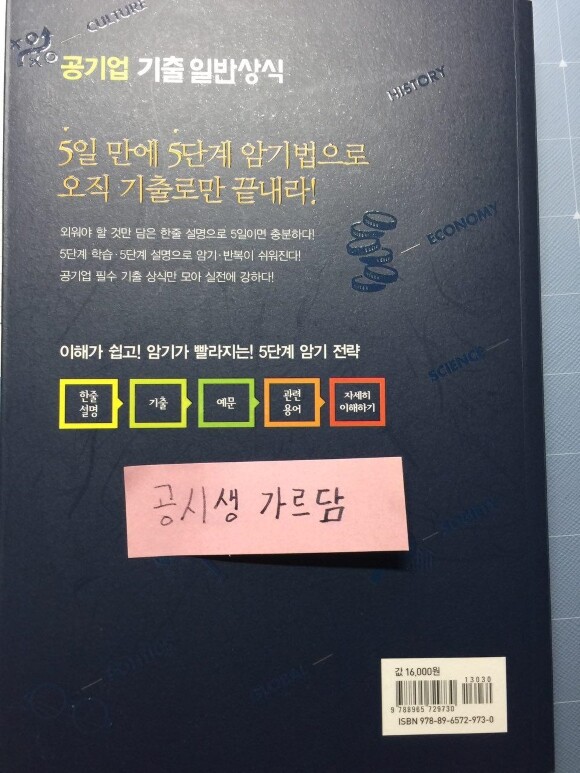 CULTURE
공기업 기출 일반상식
HISTORY
5일 만에 5단계 암기법으로
오직 기출로만 끝내라!
외워야 할 것만 담은 한줄 설명으로 5일이면 충분하다!
ECONOMY
5단계 학습·5단계 설명으로 암기·반복이 쉬워진다!
공기업 필수 기출 상식만 모아 실전에 강하다!
이해가 쉽고! 암기가 빨라지는! 5단계 암기 전략
SCIENCE
한줄
설명
기출
예문
관련
용어
자세히
이해하기
공시생 가르담
POLITICS
GLOBAL
값 16,000원
13030
9 788965 729730
ISBN 978-89-6572-973-0